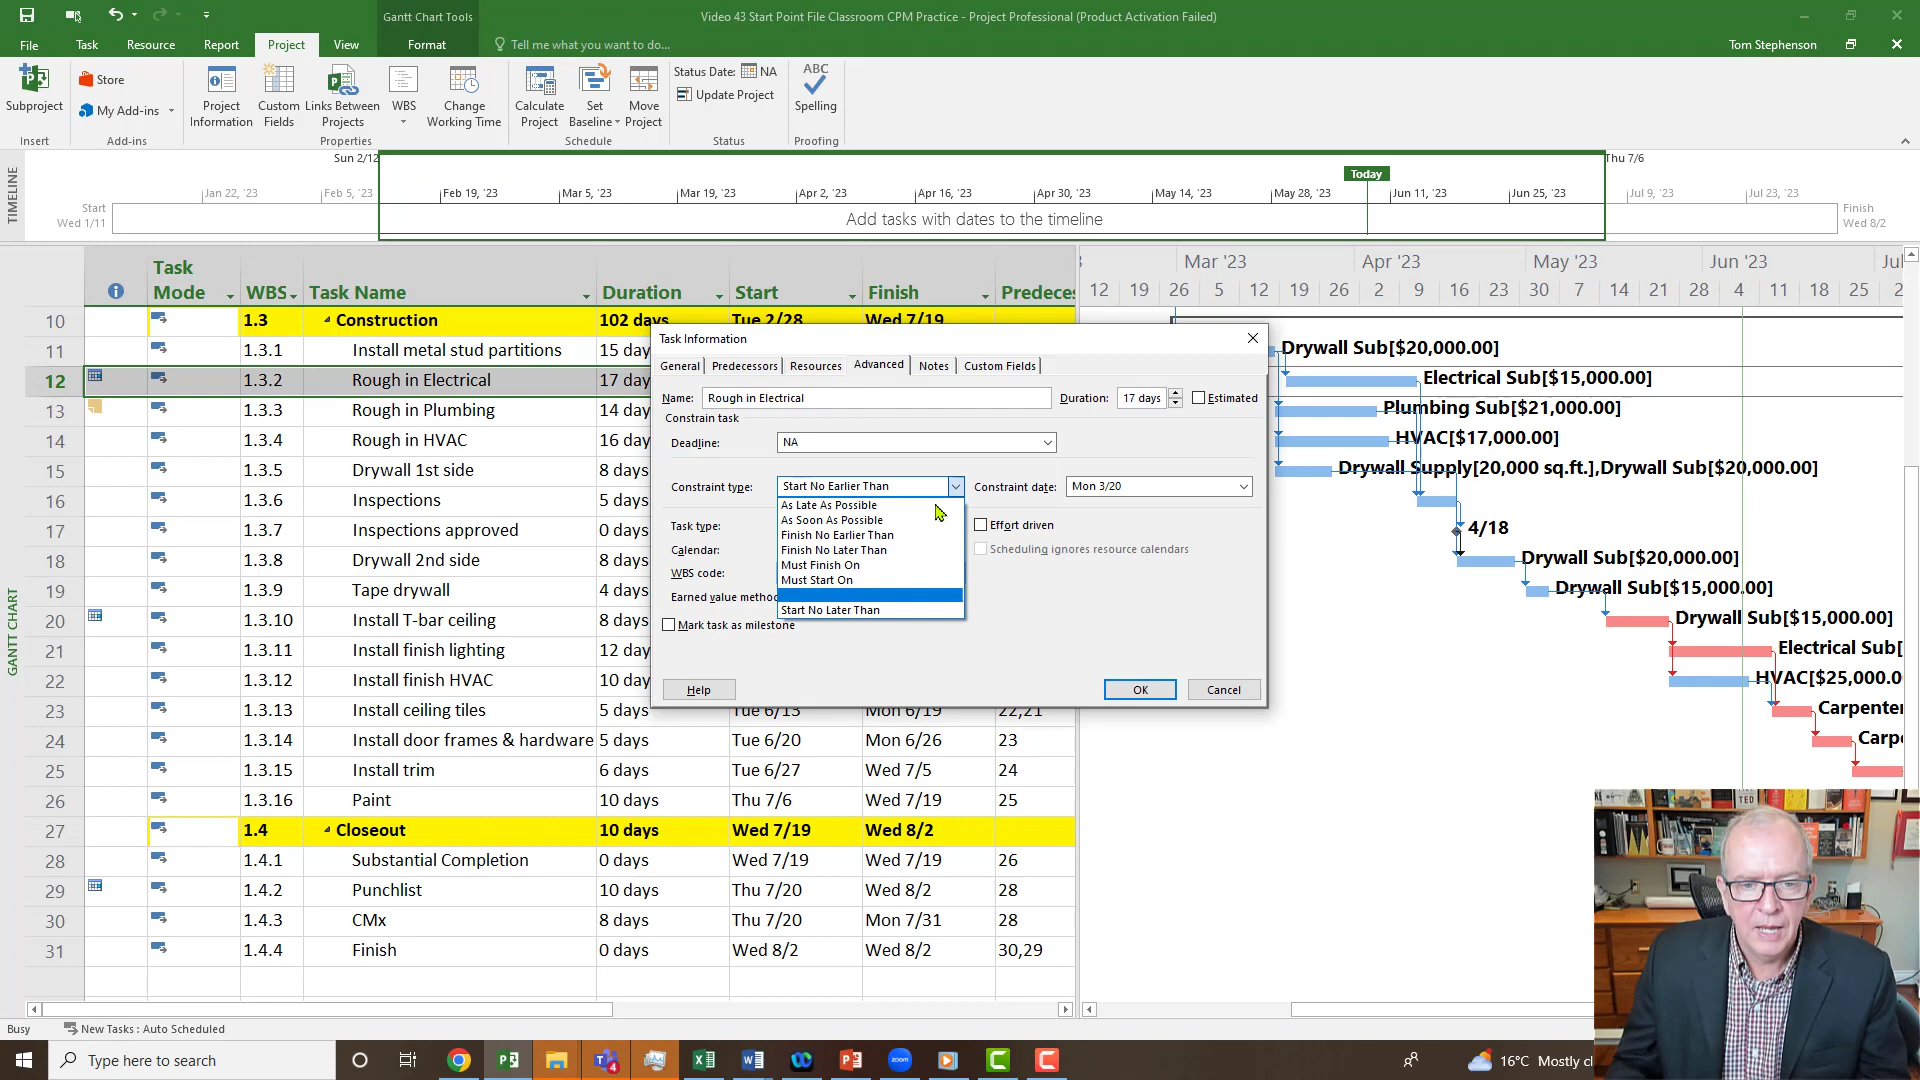 Gantt Chart Tools
Video 43 Start Point File Classroom CPM Practice - Project Professional (Product Activation Failed)
File Task Resource Report Project View Format Tell me what you want to do... Tom Stephenson
Subproject
Insert
Store
My Add-ins
Add-ins
Project Information
Custom Fields
Links Between Projects
WBS
Change Working Time
Properties
Calculate Project
Set Baseline
Move Project
Schedule
Status Date: NA
Update Project
Status
ABC
Spelling
Proofing
TIMELINE
Sun 2/12
Thu 7/6
Today
Jan 22, '23 Feb 5, '23 Feb 19, '23 Mar 5, '23 Mar 19, '23 Apr 2, '23 Apr 16, '23 Apr 30, '23 May 14, '23 May 28, '23 Jun 11, '23 Jun 25, '23 Jul 9, '23 Jul 23, '23
Start
Wed 1/11
Add tasks with dates to the timeline
Finish
Wed 8/2
GANTT CHART
Task Mode WBS Task Name Duration Start Finish Predeces
10 1.3 Construction 102 days Tue 2/28 Wed 7/19
11 1.3.1 Install metal stud partitions 15 day
12 1.3.2 Rough in Electrical 17 day
13 1.3.3 Rough in Plumbing 14 day
14 1.3.4 Rough in HVAC 16 day
15 1.3.5 Drywall 1st side 8 days
16 1.3.6 Inspections 5 days
17 1.3.7 Inspections approved 0 days
18 1.3.8 Drywall 2nd side 8 days
19 1.3.9 Tape drywall 4 days
20 1.3.10 Install T-bar ceiling 8 days
21 1.3.11 Install finish lighting 12 day
22 1.3.12 Install finish HVAC 10 day
23 1.3.13 Install ceiling tiles 5 days Tue 6/13 Mon 6/19 22,21
24 1.3.14 Install door frames & hardware 5 days Tue 6/20 Mon 6/26 23
25 1.3.15 Install trim 6 days Tue 6/27 Wed 7/5 24
26 1.3.16 Paint 10 days Thu 7/6 Wed 7/19 25
27 1.4 Closeout 10 days Wed 7/19 Wed 8/2
28 1.4.1 Substantial Completion 0 days Wed 7/19 Wed 7/19 26
29 1.4.2 Punchlist 10 days Thu 7/20 Wed 8/2 28
30 1.4.3 CMx 8 days Thu 7/20 Mon 7/31 28
31 1.4.4 Finish 0 days Wed 8/2 Wed 8/2 30,29
Task Information
General Predecessors Resources Advanced Notes Custom Fields
Name: Rough in Electrical Duration: 17 days Estimated
Constrain task
Deadline: NA
Constraint type: Start No Earlier Than Constraint date: Mon 3/20
As Late As Possible
As Soon As Possible
Finish No Earlier Than
Finish No Later Than
Must Finish On
Must Start On
Start No Later Than
Task type: Effort driven
Calendar: Scheduling ignores resource calendars
WBS code:
Earned value metho
Mark task as milestone
Help OK Cancel
Mar '23 Apr '23 May '23 Jun '23 Jul
12 19 26 5 12 19 26 2 9 16 23 30 7 14 21 28 4 11 18 25 2
Drywall Sub[$20,000.00]
Electrical Sub[$15,000.00]
Plumbing Sub[$21,000.00]
HVAC[$17,000.00]
Drywall Supply[20,000 sq.ft.],Drywall Sub[$20,000.00]
4/18
Drywall Sub[$20,000.00]
Drywall Sub[$15,000.00]
Drywall Sub[$15,000.00]
Electrical Sub[
HVAC[$25,000.0
Carpenter
Carp
Busy New Tasks : Auto Scheduled
Type here to search
4
zoom
16°C Mostly cl